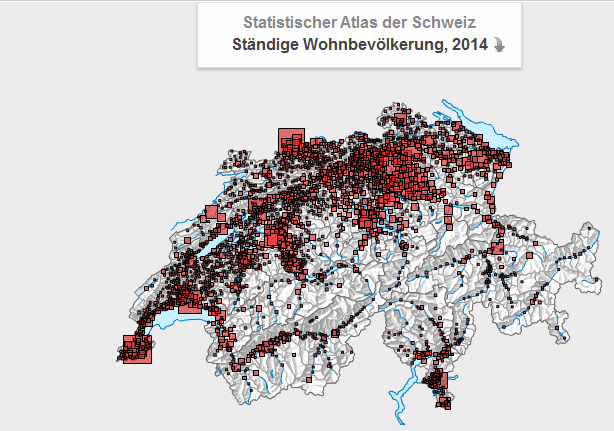 Statistischer Atlas der Schweiz
Ständige Wohnbevölkerung, 2014